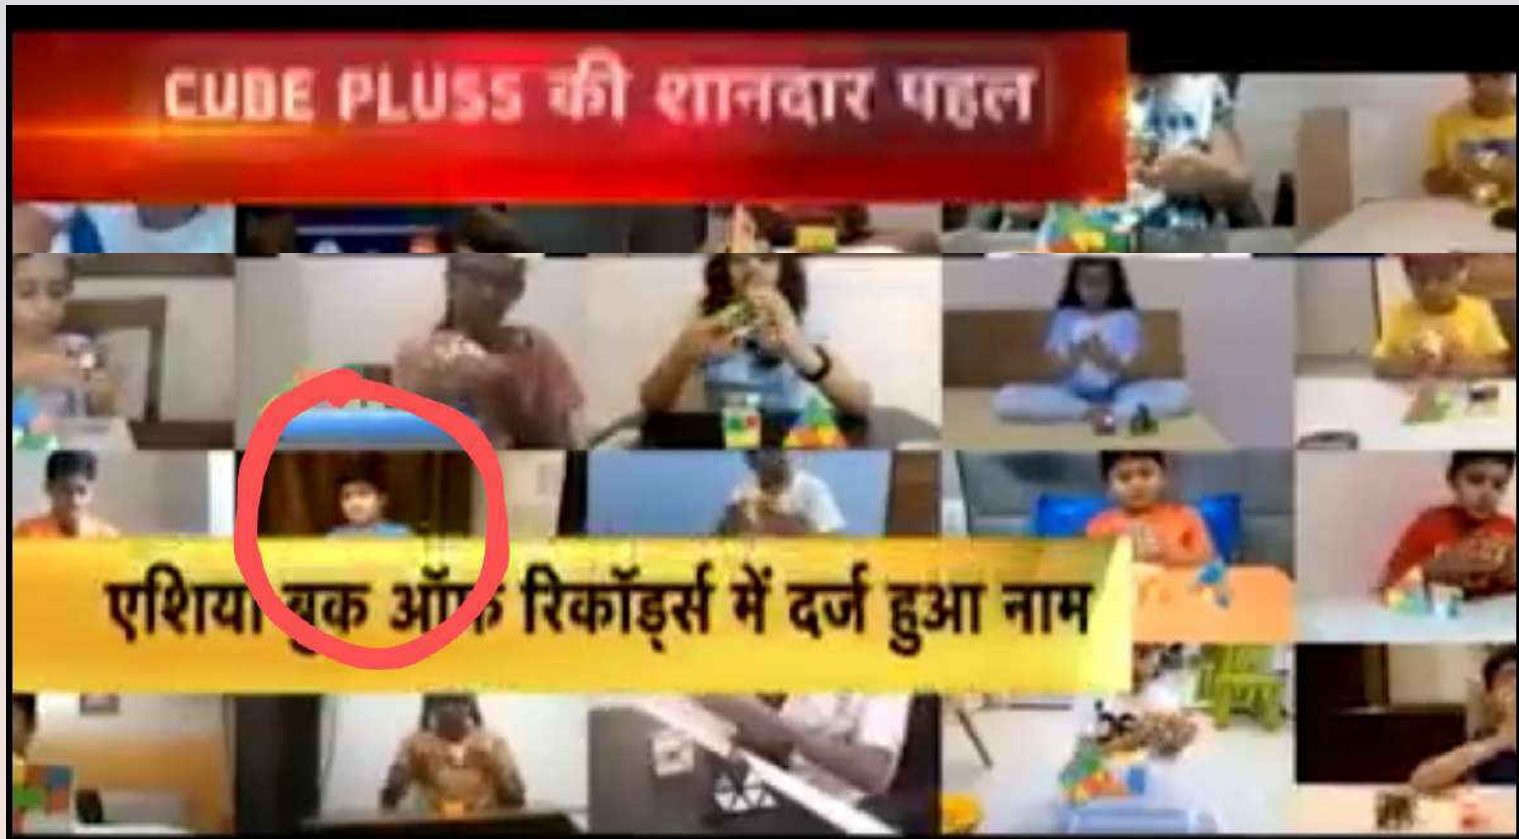 CUBE PLUSS की शानदार पहल
एशिया बुक ऑफ रिकॉर्ड्स में दर्ज हुआ नाम